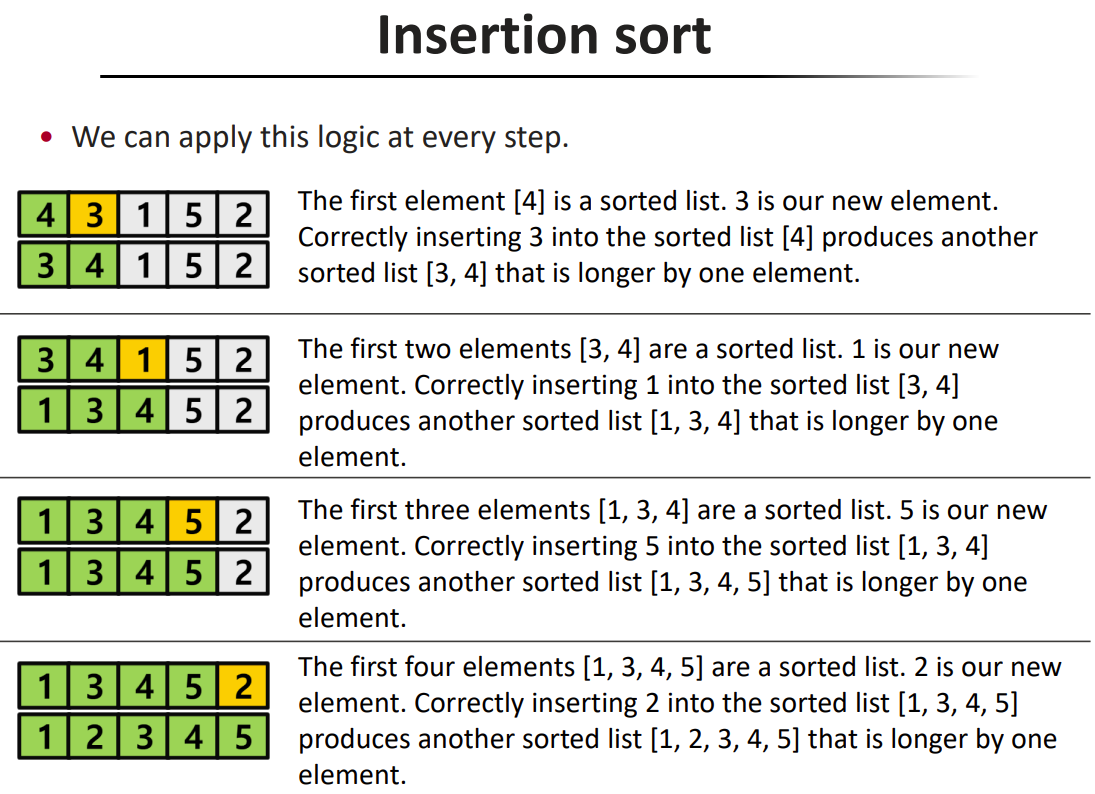 Insertion sort
• We can apply this logic at every step.
4 3 1 5 2
3 4 1 5 2
The first element [4] is a sorted list. 3 is our new element.
Correctly inserting 3 into the sorted list [4] produces another
sorted list [3, 4] that is longer by one element.
3 4 1 5 2
1 3 4 5 2
The first two elements [3, 4] are a sorted list. 1 is our new
element. Correctly inserting 1 into the sorted list [3, 4]
produces another sorted list [1, 3, 4] that is longer by one
element.
1 3 4 5 2
1 3 4 5 2
The first three elements [1, 3, 4] are a sorted list. 5 is our new
element. Correctly inserting 5 into the sorted list [1, 3, 4]
produces another sorted list [1, 3, 4, 5] that is longer by one
element.
1 3 4 5 2
1 2 3 4 5
The first four elements [1, 3, 4, 5] are a sorted list. 2 is our new
element. Correctly inserting 2 into the sorted list [1, 3, 4, 5]
produces another sorted list [1, 2, 3, 4, 5] that is longer by one
element.